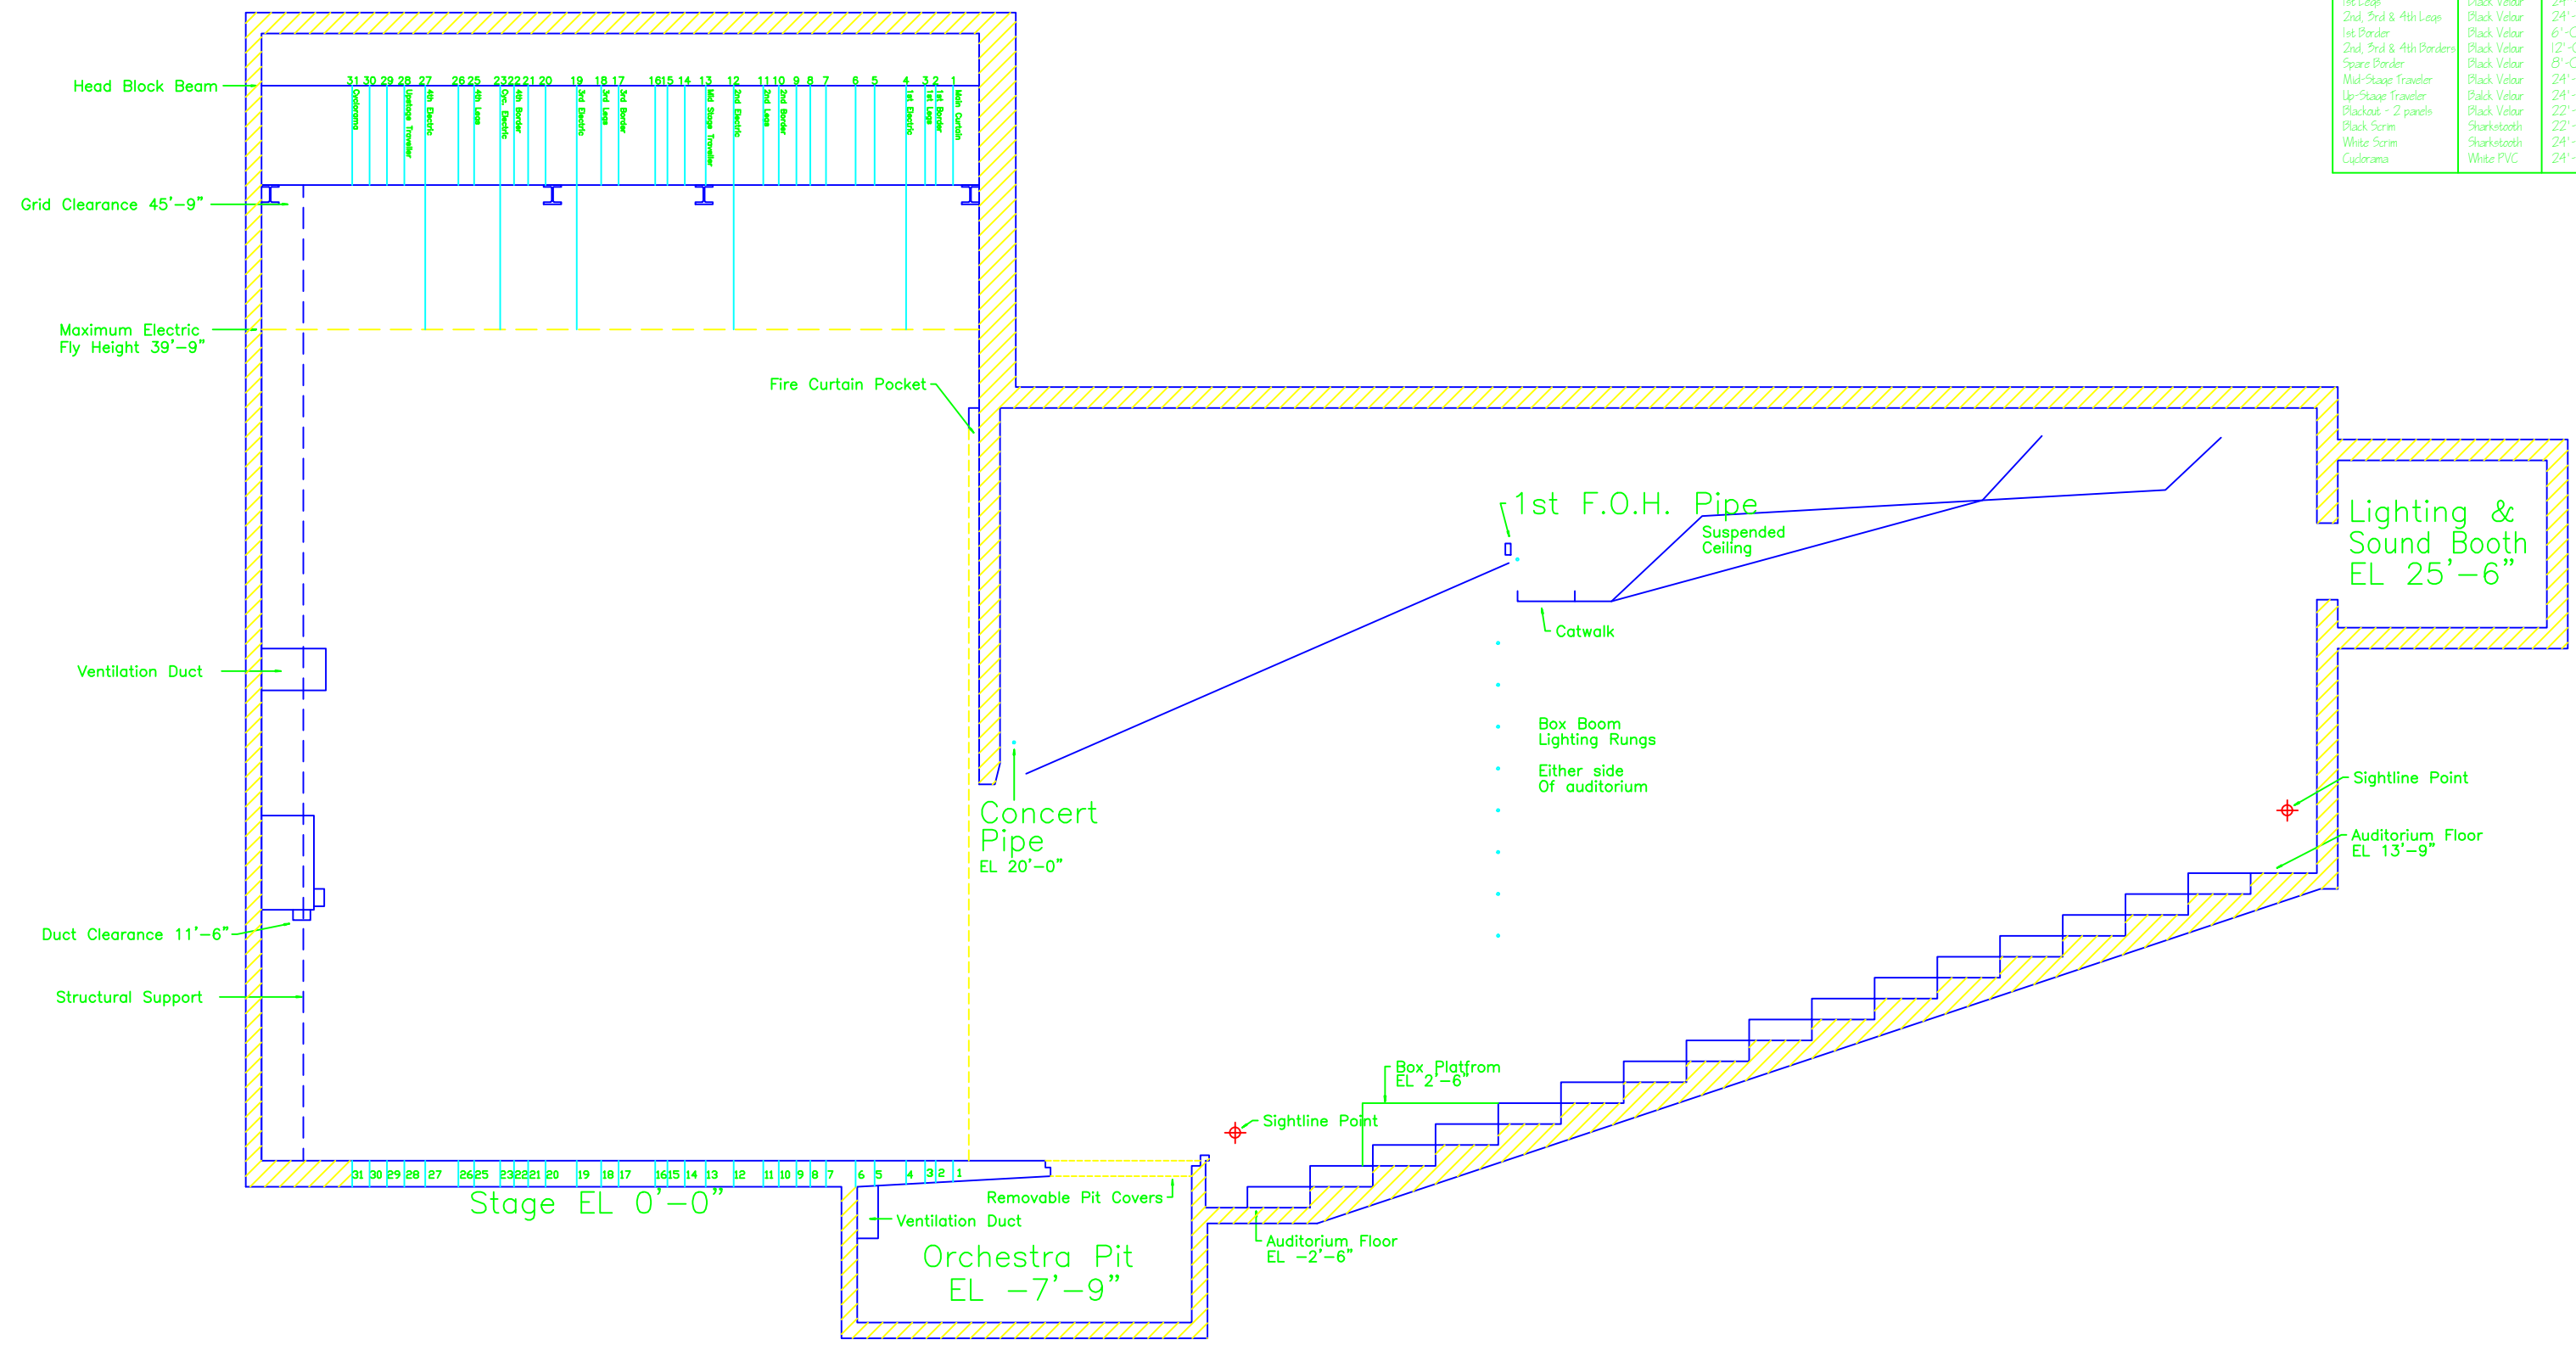 1st Legs Black Velour
2nd, 3rd & 4th Legs Black Velour
1st Border Black Velour
2nd, 3rd & 4th Borders Black Velour
Spare Border Black Velour
Mid-Stage Traveler Black Velour
Up-Stage Traveler Balck Velour
Blackout - 2 panels Black Velour
Black Scrim Sharkstooth
White Scrim Sharkstooth
Cyclorama White PVC
Head Block Beam
31 30 29 28 27 26 25 23 22 21 20 19 18 17 16 15 14 13 12 11 10 9 8 7 6 5 4 3 2 1
Cyclorama
Upstage Traveller
4th Electric
4th Legs
Cyc. Electric
4th Border
3rd Electric
3rd Legs
3rd Border
Mid Stage Traveller
2nd Electric
2nd Legs
2nd Border
1st Electric
1st Legs
1st Border
Main Curtain
Grid Clearance 45'-9"
Maximum Electric
Fly Height 39'-9"
Fire Curtain Pocket
1st F.O.H. Pipe
Suspended
Ceiling
Lighting &
Sound Booth
EL 25'-6"
Catwalk
Ventilation Duct
Box Boom
Lighting Rungs
Either side
Of auditorium
Sightline Point
Concert
Pipe
EL 20'-0"
Auditorium Floor
EL 13'-9"
Duct Clearance 11'-6"
Structural Support
Box Platfrom
EL 2'-6"
Sightline Point
31 30 29 28 27 26 25 23 22 21 20 19 18 17 16 15 14 13 12 11 10 9 8 7 6 5 4 3 2 1
Stage EL 0'-0"
Removable Pit Covers
Ventilation Duct
Auditorium Floor
EL -2'-6"
Orchestra Pit
EL -7'-9"